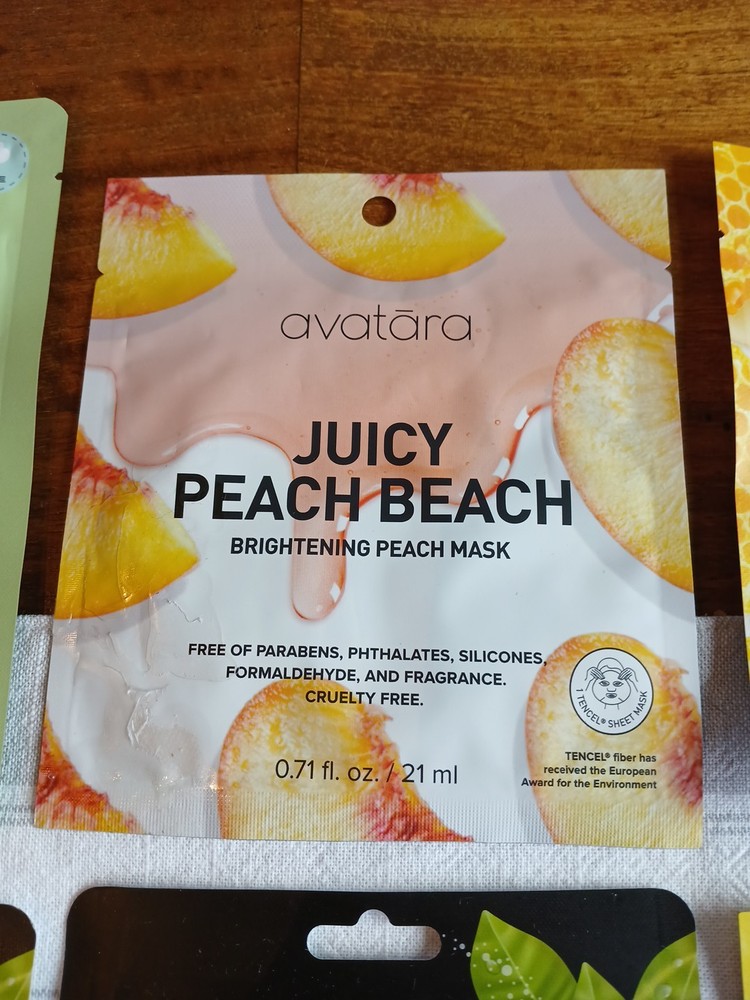 avatāra
JUICY
PEACH BEACH
BRIGHTENING PEACH MASK
FREE OF PARABENS, PHTHALATES, SILICONES,
FORMALDEHYDE, AND FRAGRANCE.
CRUELTY FREE.
0.71 fl. oz. / 21 ml
1 TENCEL® SHEET MASK
TENCEL® fiber has
received the European
Award for the Environment